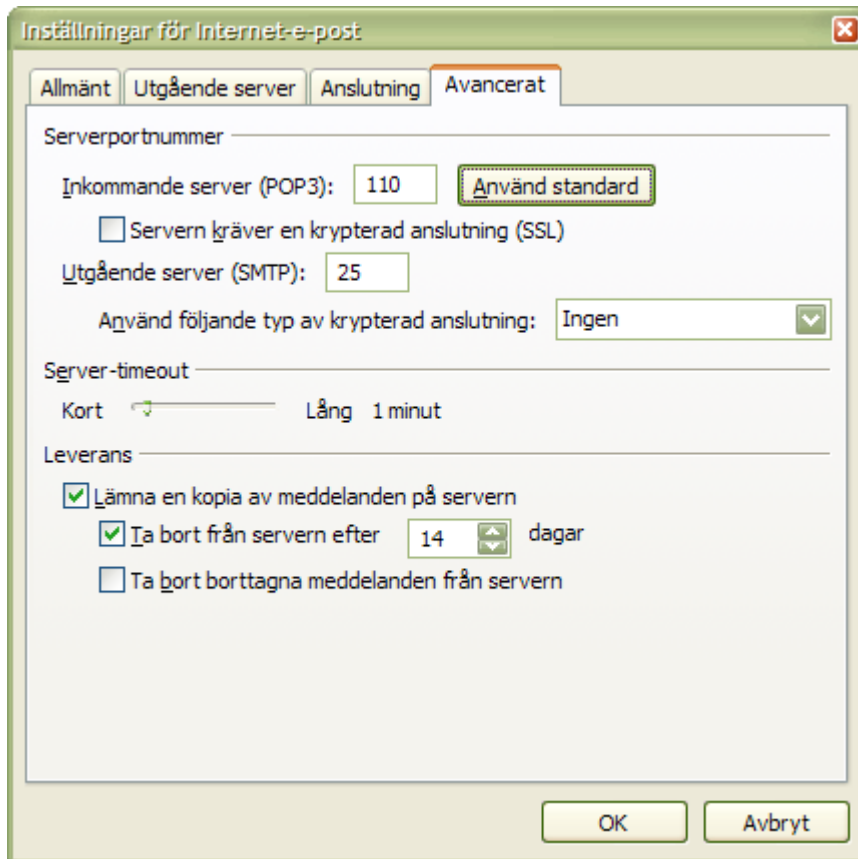 Inställningar för Internet-e-post
Allmänt Utgående server Anslutning Avancerat
Serverportnummer
Inkommande server (POP3): 110 Använd standard
Servern kräver en krypterad anslutning (SSL)
Utgående server (SMTP): 25
Använd följande typ av krypterad anslutning: Ingen
Server-timeout
Kort Lång 1 minut
Leverans
Lämna en kopia av meddelanden på servern
Ta bort från servern efter 14 dagar
Ta bort borttagna meddelanden från servern
OK Avbryt